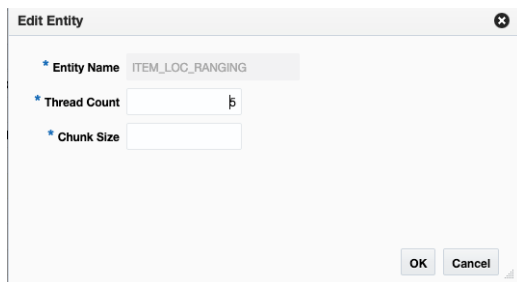 Edit Entity
* Entity Name ITEM_LOC_RANGING
* Thread Count 5
* Chunk Size
OK Cancel